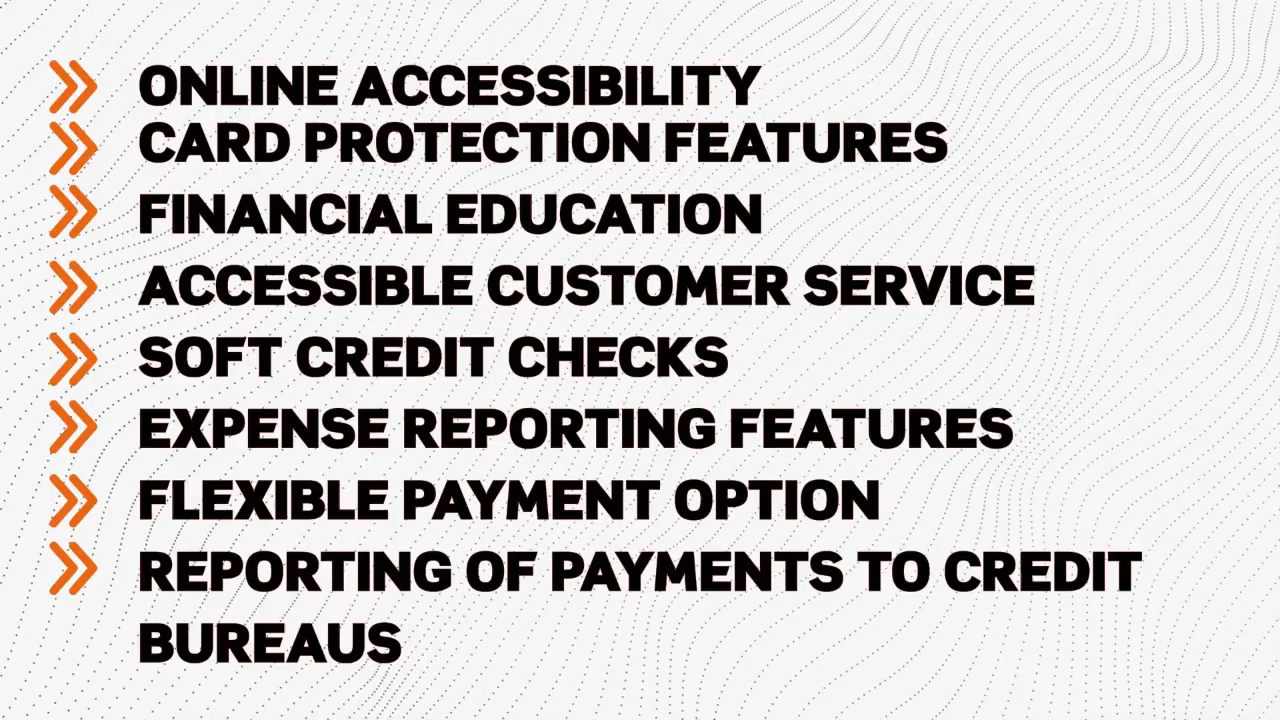 ONLINE ACCESSIBILITY
CARD PROTECTION FEATURES
FINANCIAL EDUCATION
ACCESSIBLE CUSTOMER SERVICE
SOFT CREDIT CHECKS
EXPENSE REPORTING FEATURES
FLEXIBLE PAYMENT OPTION
REPORTING OF PAYMENTS TO CREDIT
BUREAUS